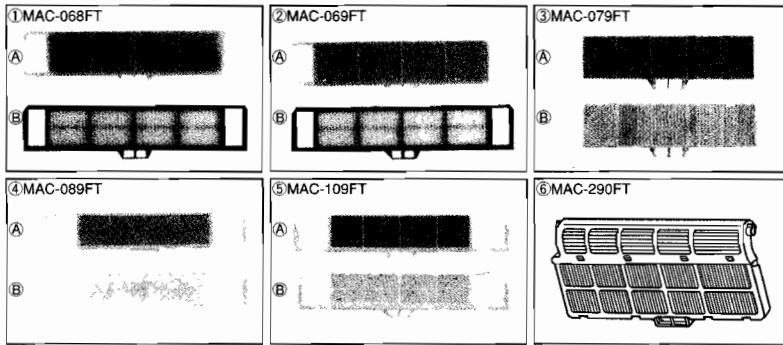 ①MAC-068FT
Ⓐ
Ⓑ
②MAC-069FT
Ⓐ
Ⓑ
③MAC-079FT
Ⓐ
Ⓑ
④MAC-089FT
Ⓐ
Ⓑ
⑤MAC-109FT
Ⓐ
Ⓑ
⑥MAC-290FT